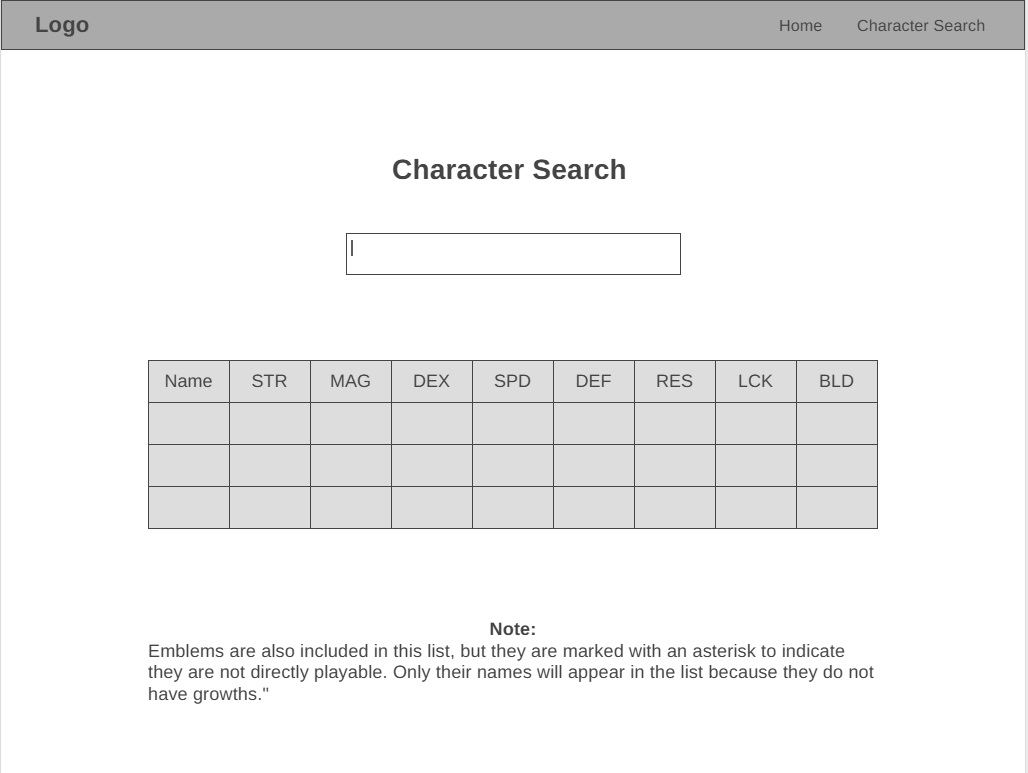 Logo Home Character Search
Character Search
Name STR MAG DEX SPD DEF RES LCK BLD
Note:
Emblems are also included in this list, but they are marked with an asterisk to indicate
they are not directly playable. Only their names will appear in the list because they do not
have growths."